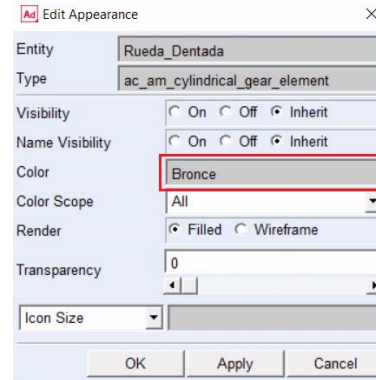 Ad Edit Appearance
Entity Rueda_Dentada
Type ac_am_cylindrical_gear_element
Visibility On Off Inherit
Name Visibility On Off Inherit
Color Bronce
Color Scope All
Render Filled Wireframe
Transparency 0
Icon Size
OK Apply Cancel